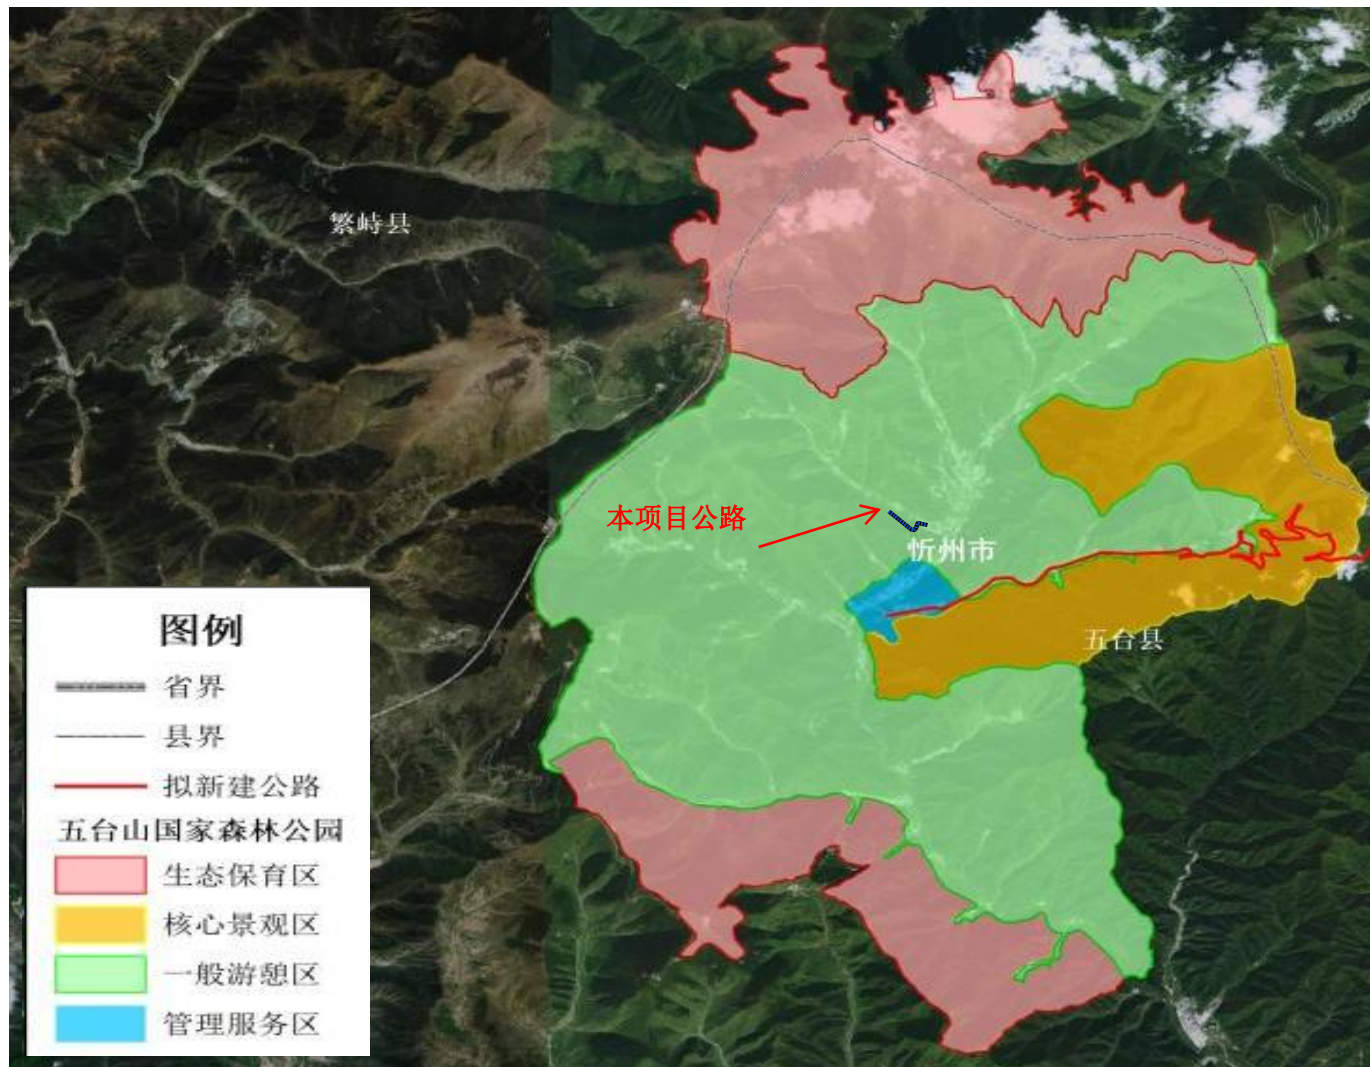 繁峙县
本项目公路
忻州市
五台县
图例
省界
县界
拟新建公路
五台山国家森林公园
生态保育区
核心景观区
一般游憩区
管理服务区